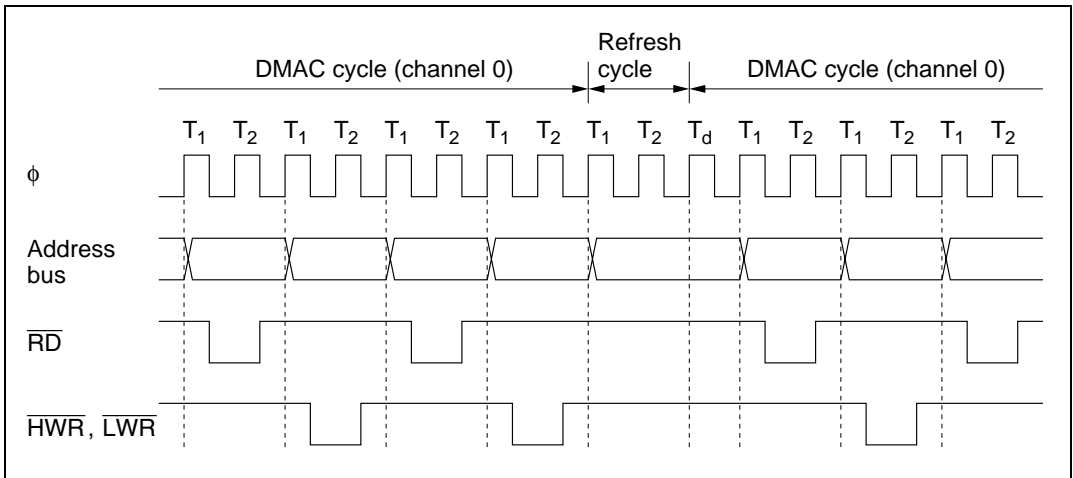 Refresh
DMAC cycle (channel 0) cycle DMAC cycle (channel 0)
T1 T2 T1 T2 T1 T2 T1 T2 T1 T2 Td T1 T2 T1 T2 T1 T2
φ
Address
bus
RD
HWR, LWR